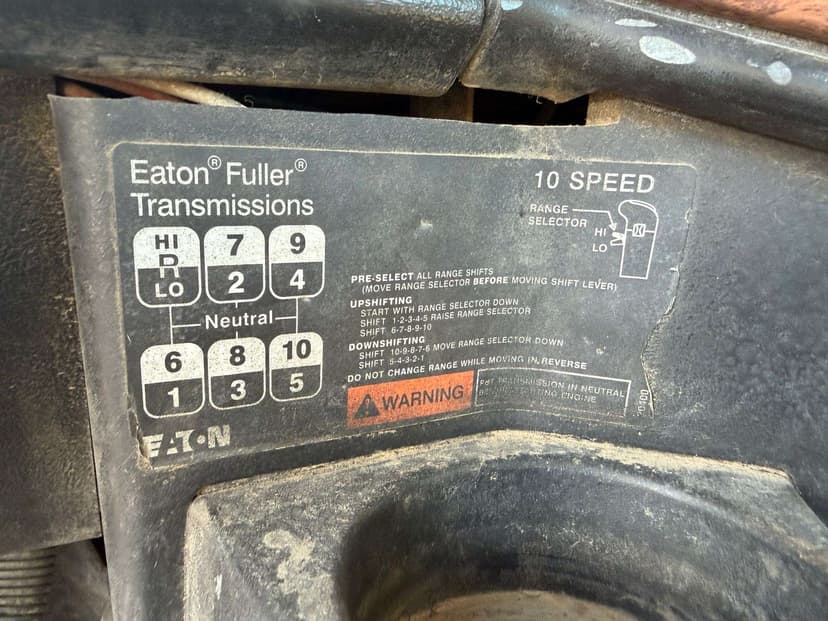 Eaton® Fuller®
Transmissions
10 SPEED
RANGE
SELECTOR
HI
LO
HI
R
LO
7
2
9
4
Neutral
6
1
8
3
10
5
PRE-SELECT ALL RANGE SHIFTS
(MOVE RANGE SELECTOR BEFORE MOVING SHIFT LEVER)
UPSHIFTING
START WITH RANGE SELECTOR DOWN
SHIFT 1-2-3-4-5 RAISE RANGE SELECTOR
SHIFT 6-7-8-9-10
DOWNSHIFTING
SHIFT 10-9-8-7-6 MOVE RANGE SELECTOR DOWN
SHIFT 5-4-3-2-1
DO NOT CHANGE RANGE WHILE MOVING IN REVERSE
WARNING
PUT TRANSMISSION IN NEUTRAL
BEFORE STARTING ENGINE
EATON